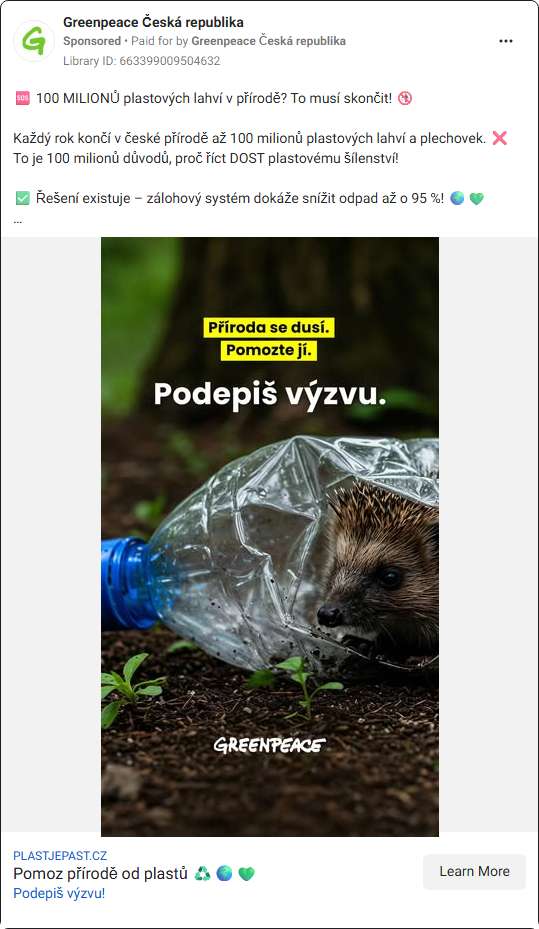 Greenpeace Česká republika
Sponsored • Paid for by Greenpeace Česká republika
Library ID: 663399009504632
🆘 100 MILIONŮ plastových lahví v přírodě? To musí skončit! 🚯
Každý rok končí v české přírodě až 100 milionů plastových lahví a plechovek. ❌
To je 100 milionů důvodů, proč říct DOST plastovému šílenství!
✅ Řešení existuje – zálohový systém dokáže snížit odpad až o 95 %! 🌍💚
...
Příroda se dusí.
Pomozte jí.
Podepiš výzvu.
GREENPEACE
PLASTJEPAST.CZ
Pomoz přírodě od plastů ♻️🌍💚
Podepiš výzvu!
Learn More